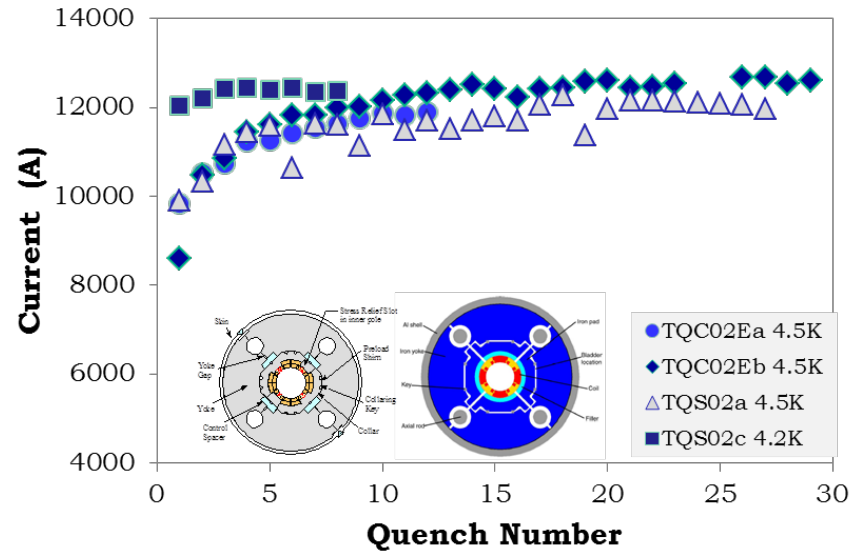 14000
12000
10000
8000
6000
4000
Current (A)
0
5
10
15
20
25
30
Quench Number
Skin
Stress Relief Slot
in inner pole
Yoke
Gap
Preload
Shim
Yoke
Collaring
Key
Control
Spacer
Collar
Al shell
Iron pad
Iron yoke
Bladder
location
Key
Coil
Filler
Axial rod
TQC02Ea 4.5K
TQC02Eb 4.5K
TQS02a 4.5K
TQS02c 4.2K